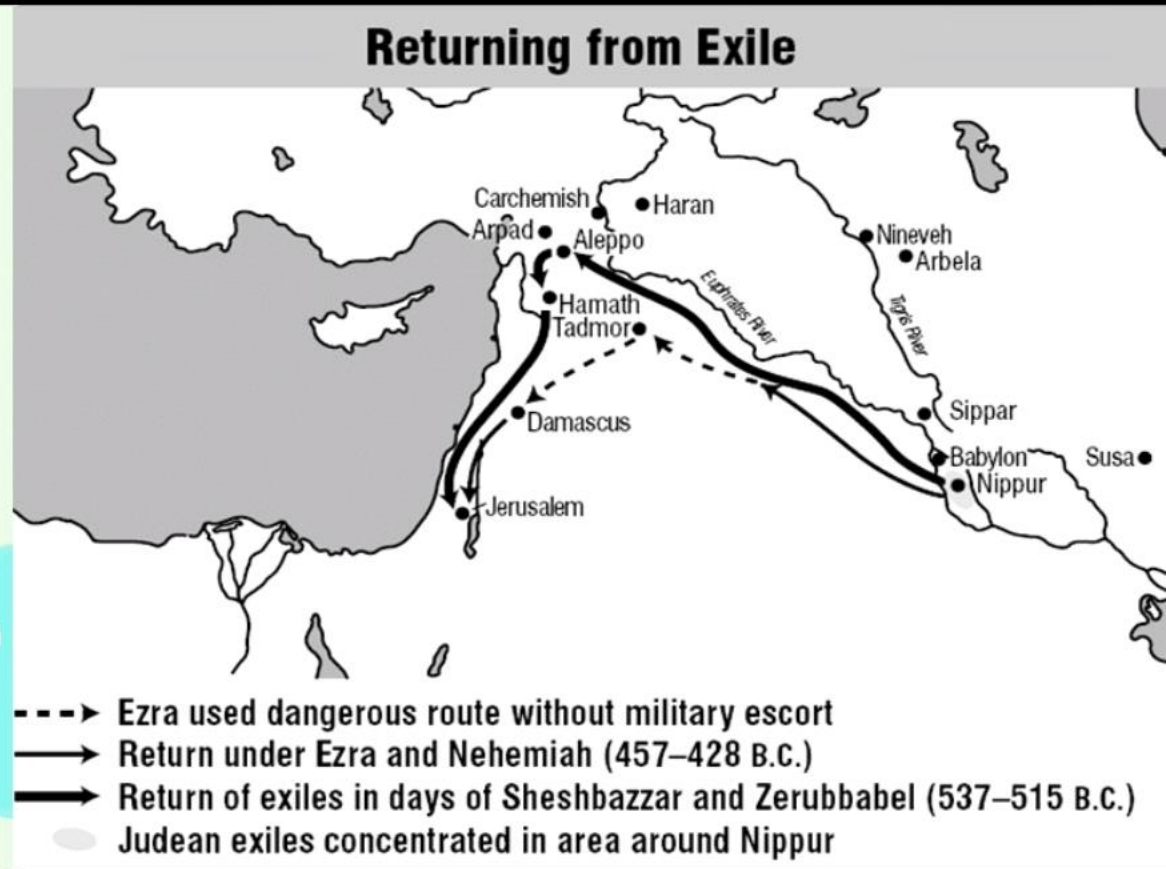 Returning from Exile
Carchemish
Haran
Arpad
Aleppo
Nineveh
Arbela
Hamath
Tadmor
Euphrates River
Tigris River
Damascus
Sippar
Babylon
Susa
Nippur
Jerusalem
Ezra used dangerous route without military escort
Return under Ezra and Nehemiah (457–428 B.C.)
Return of exiles in days of Sheshbazzar and Zerubbabel (537–515 B.C.)
Judean exiles concentrated in area around Nippur